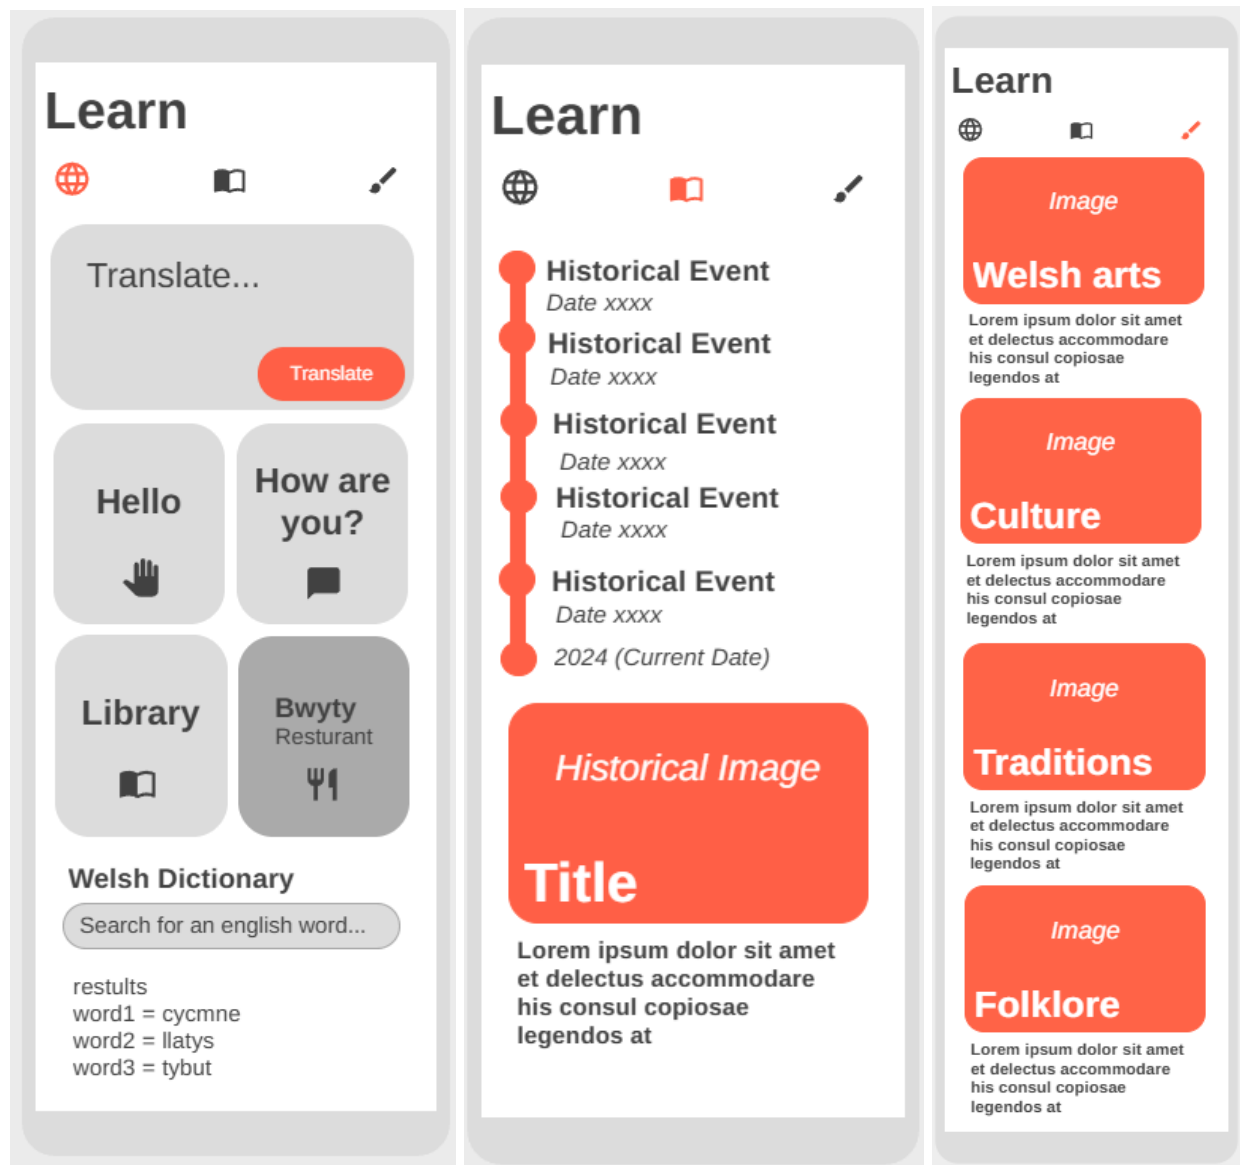 Learn
Translate...
Translate
Hello
How are
you?
Library
Bwyty
Resturant
Welsh Dictionary
Search for an english word...
restults
word1 = cycmne
word2 = llatys
word3 = tybut
Learn
Historical Event
Date xxxx
Historical Event
Date xxxx
Historical Event
Date xxxx
Historical Event
Date xxxx
Historical Event
Date xxxx
2024 (Current Date)
Historical Image
Title
Lorem ipsum dolor sit amet
et delectus accommodare
his consul copiosae
legendos at
Learn
Image
Welsh arts
Lorem ipsum dolor sit amet
et delectus accommodare
his consul copiosae
legendos at
Image
Culture
Lorem ipsum dolor sit amet
et delectus accommodare
his consul copiosae
legendos at
Image
Traditions
Lorem ipsum dolor sit amet
et delectus accommodare
his consul copiosae
legendos at
Image
Folklore
Lorem ipsum dolor sit amet
et delectus accommodare
his consul copiosae
legendos at